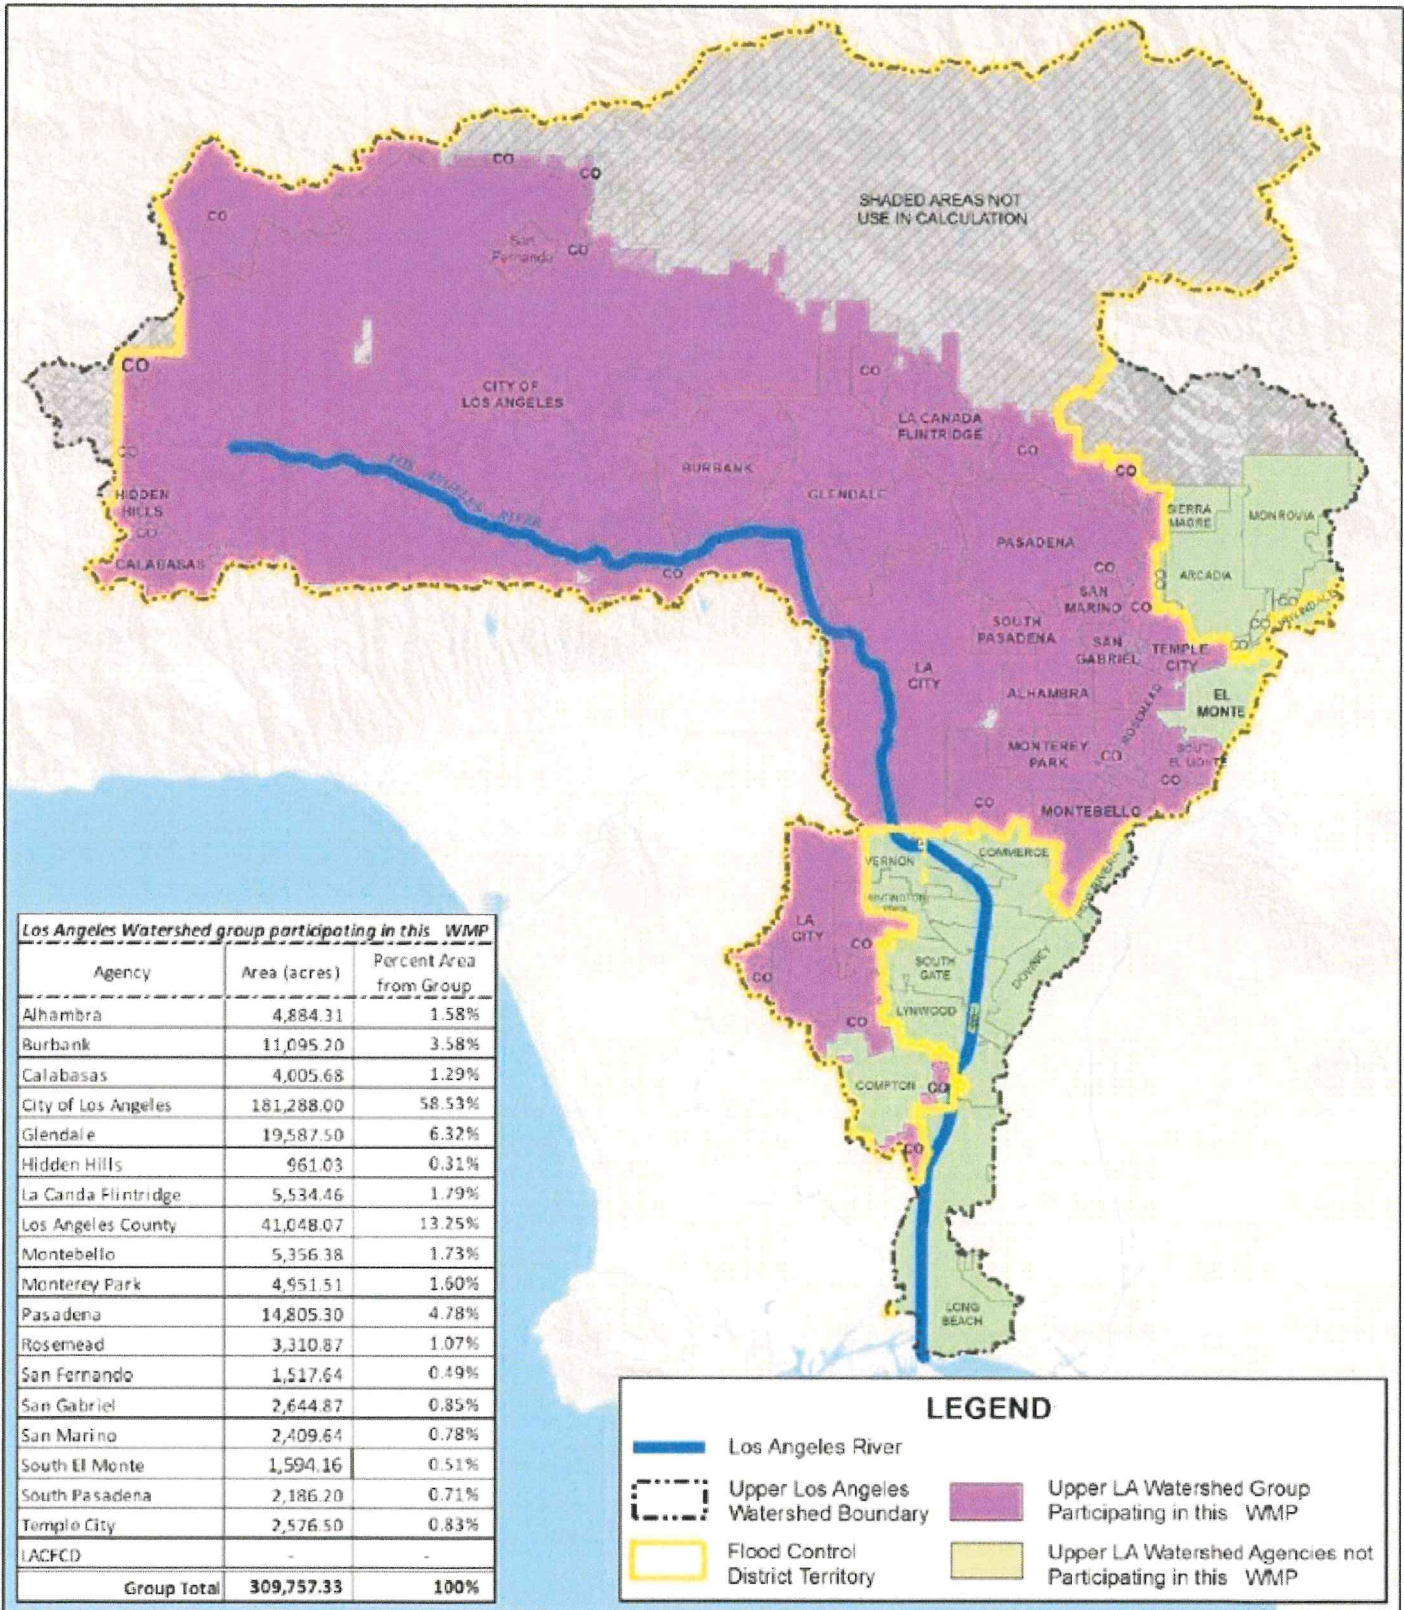 SHADED AREAS NOT
USE IN CALCULATION
CO
CO
CO
San
Fernando
CO
CO
CITY OF
LOS ANGELES
CO
LA CANADA
FLINTRIDGE
CO
CO
CO
BURBANK
GLENDALE
LOS ANGELES RIVER
HIDDEN
HILLS
CO
CALABASAS
CO
SIERRA
MADRE
MONROVIA
PASADENA
CO
ARCADIA
CO
SAN
MARINO
CO
CO
CO
SOUTH
PASADENA
SAN
GABRIEL
TEMPLE
CITY
CO
LA
CITY
ALHAMBRA
ROSEMEAD
EL
MONTE
MONTEREY
PARK
CO
SOUTH
EL MONTE
CO
CO
MONTEBELLO
VERNON
COMMERCE
LA
CITY
CO
CO
SOUTH
GATE
DOWNEY
CO
LYNWOOD
COMPTON
CO
CO
LONG
BEACH
Los Angeles Watershed group participating in this WMP
Agency Area (acres) Percent Area from Group
Alhambra 4,884.31 1.58%
Burbank 11,095.20 3.58%
Calabasas 4,005.68 1.29%
City of Los Angeles 181,288.00 58.53%
Glendale 19,587.50 6.32%
Hidden Hills 961.03 0.31%
La Canda Flintridge 5,534.46 1.79%
Los Angeles County 41,048.07 13.25%
Montebello 5,356.38 1.73%
Monterey Park 4,951.51 1.60%
Pasadena 14,805.30 4.78%
Rosemead 3,310.87 1.07%
San Fernando 1,517.64 0.49%
San Gabriel 2,644.87 0.85%
San Marino 2,409.64 0.78%
South El Monte 1,594.16 0.51%
South Pasadena 2,186.20 0.71%
Temple City 2,576.50 0.83%
LACFCD - -
Group Total 309,757.33 100%
LEGEND
Los Angeles River
Upper Los Angeles
Watershed Boundary
Upper LA Watershed Group
Participating in this WMP
Flood Control
District Territory
Upper LA Watershed Agencies not
Participating in this WMP